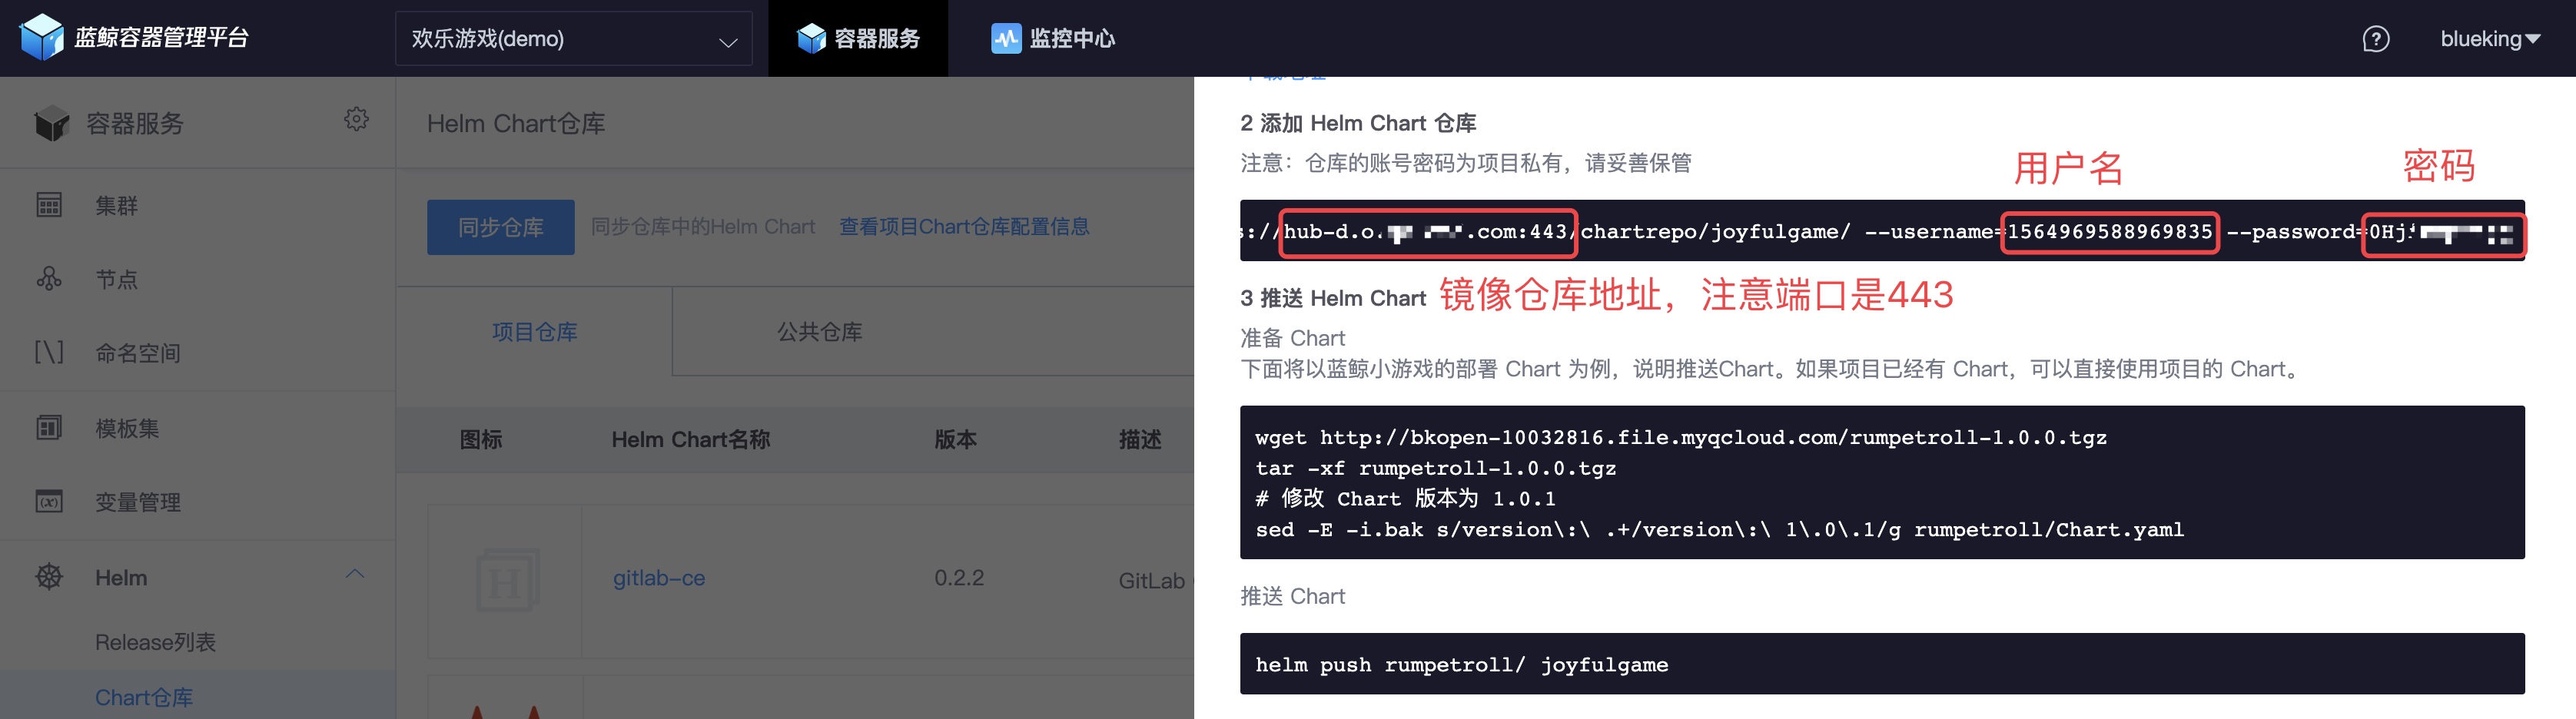 蓝鲸容器管理平台
欢乐游戏(demo)
容器服务
监控中心
blueking
容器服务
集群
节点
命名空间
模板集
变量管理
Helm
Release列表
Chart仓库
Helm Chart仓库
同步仓库 同步仓库中的Helm Chart 查看项目Chart仓库配置信息
项目仓库 公共仓库
图标 Helm Chart名称 版本 描述
gitlab-ce 0.2.2 GitLab
2 添加 Helm Chart 仓库
注意：仓库的账号密码为项目私有，请妥善保管
用户名 密码
s://hub-d.o. .com:443/chartrepo/joyfulgame/ --username=1564969588969835 --password=0Hj
3 推送 Helm Chart 镜像仓库地址，注意端口是443
准备 Chart
下面将以蓝鲸小游戏的部署 Chart 为例，说明推送Chart。如果项目已经有 Chart，可以直接使用项目的 Chart。
wget http://bkopen-10032816.file.myqcloud.com/rumpetroll-1.0.0.tgz
tar -xf rumpetroll-1.0.0.tgz
# 修改 Chart 版本为 1.0.1
sed -E -i.bak s/version\:\ .+/version\:\ 1\.0\.1/g rumpetroll/Chart.yaml
推送 Chart
helm push rumpetroll/ joyfulgame